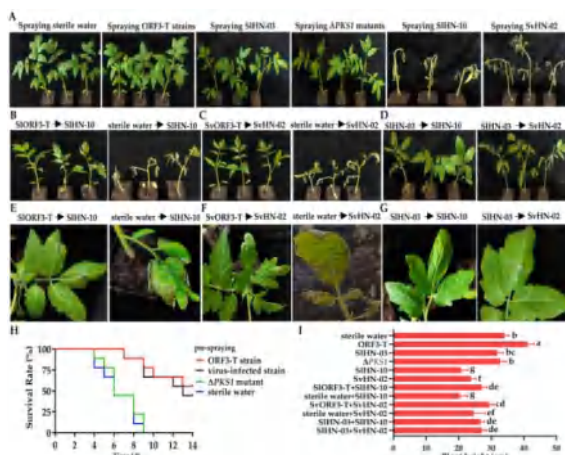 A
Spraying sterile water Spraying ORF3-T strains Spraying SlHN-03 Spraying ΔPKS1 mutants Spraying SlHN-10 Spraying SvHN-02
B C D
SlORF3-T → SlHN-10 sterile water → SlHN-10 SvORF3-T → SvHN-02 sterile water → SvHN-02 SlHN-03 → SlHN-10 SlHN-03 → SvHN-02
E F G
SlORF3-T → SlHN-10 sterile water → SlHN-10 SvORF3-T → SvHN-02 sterile water → SvHN-02 SlHN-03 → SlHN-10 SlHN-03 → SvHN-02
H
Survival Rate (%)
100
75
50
25
0
0 2 4 6 8 10 12 14
pre-spraying
ORF3-T strain
virus-infected strain
ΔPKS1 mutant
sterile water
I
sterile water b
ORF3-T a
SlHN-03 bc
ΔPKS1 b
SlHN-10 g
SvHN-02 f
SlORF3-T+SlHN-10 de
sterile water+SlHN-10 g
SvORF3-T+SvHN-02 cd
sterile water+SvHN-02 ef
SlHN-03+SlHN-10 de
SlHN-03+SvHN-02 de
0 10 20 30 40 50